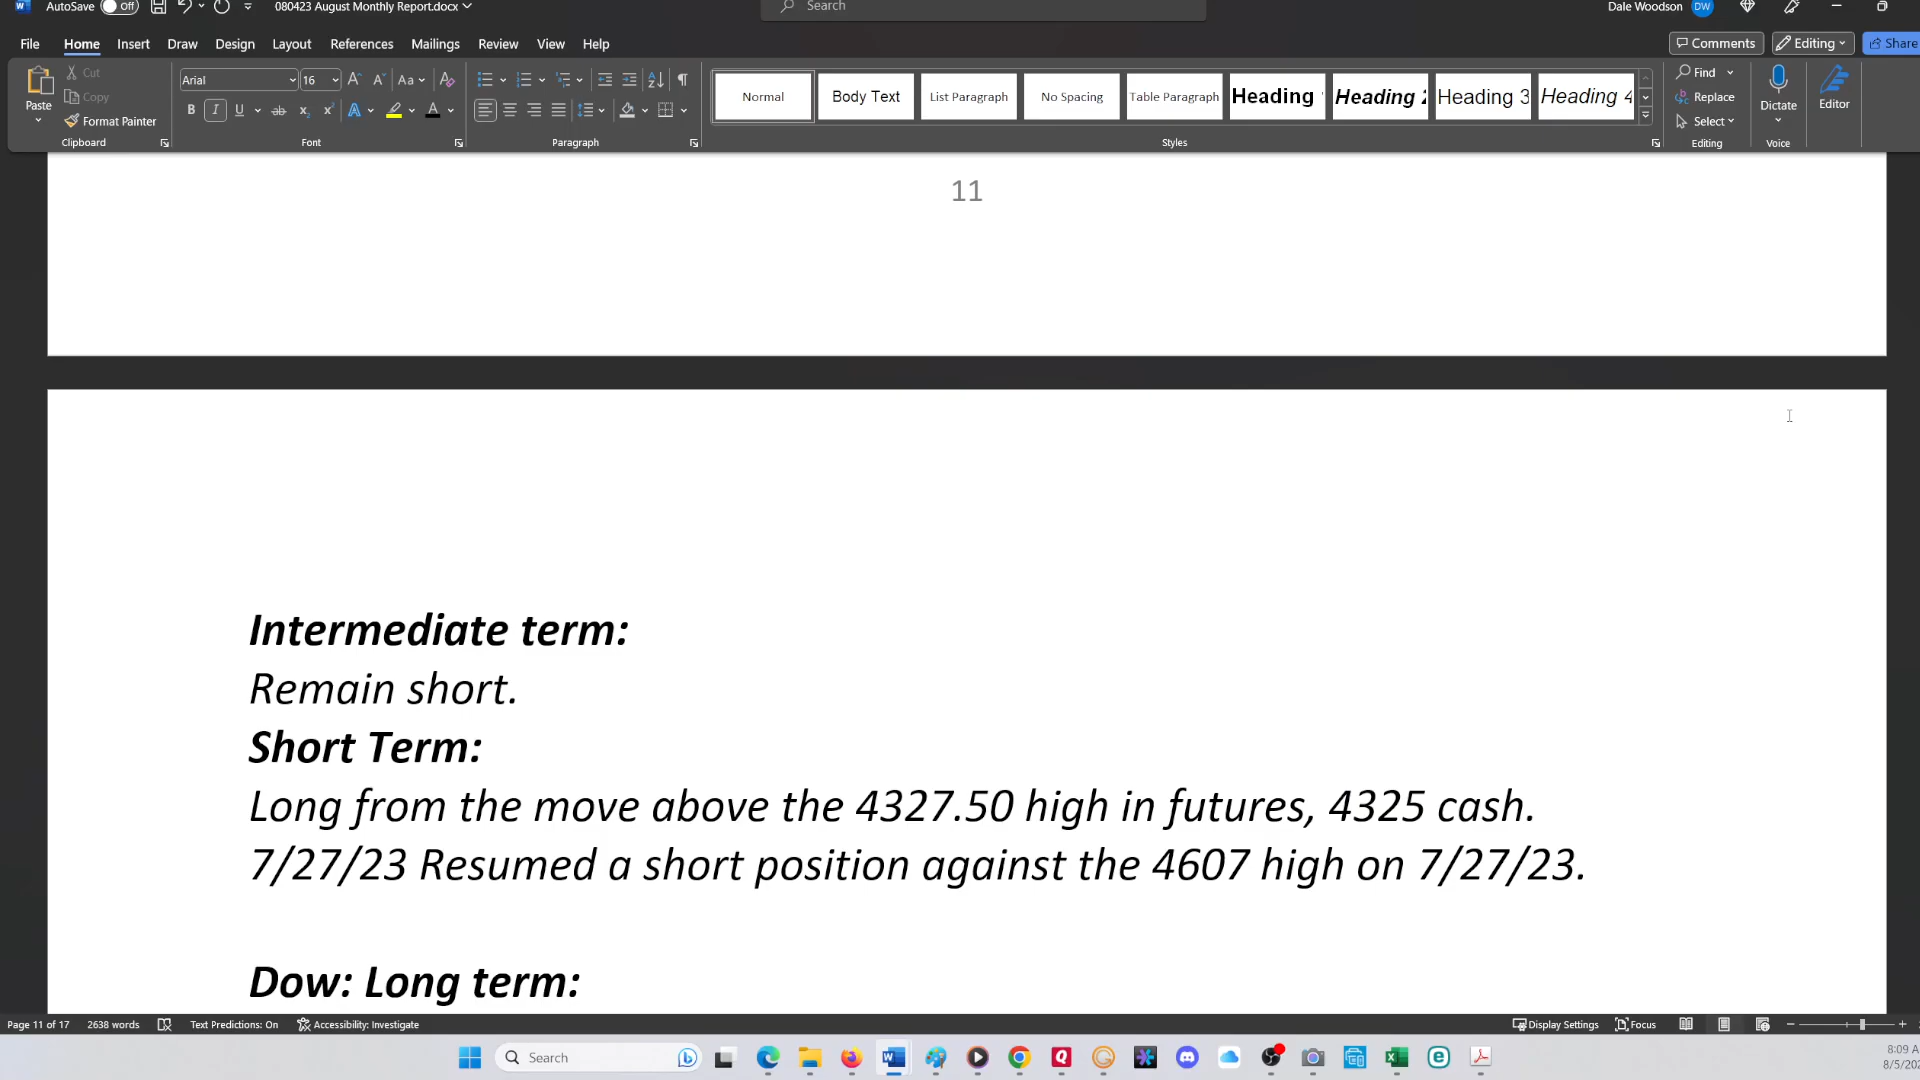 AutoSave Off 080423 August Monthly Report.docx Search Dale Woodson DW
File Home Insert Draw Design Layout References Mailings Review View Help Comments Editing Share
Paste Cut Copy Format Painter Clipboard
Arial 16 Aa Font
Paragraph
Normal Body Text List Paragraph No Spacing Table Paragraph Heading Heading 2 Heading 3 Heading 4 Styles
Find Replace Select Editing
Dictate Voice
Editor
11
Intermediate term:
Remain short.
Short Term:
Long from the move above the 4327.50 high in futures, 4325 cash.
7/27/23 Resumed a short position against the 4607 high on 7/27/23.
Dow: Long term:
Page 11 of 17 2638 words Text Predictions: On Accessibility: Investigate Display Settings Focus
Search 8:09 A
8/5/20